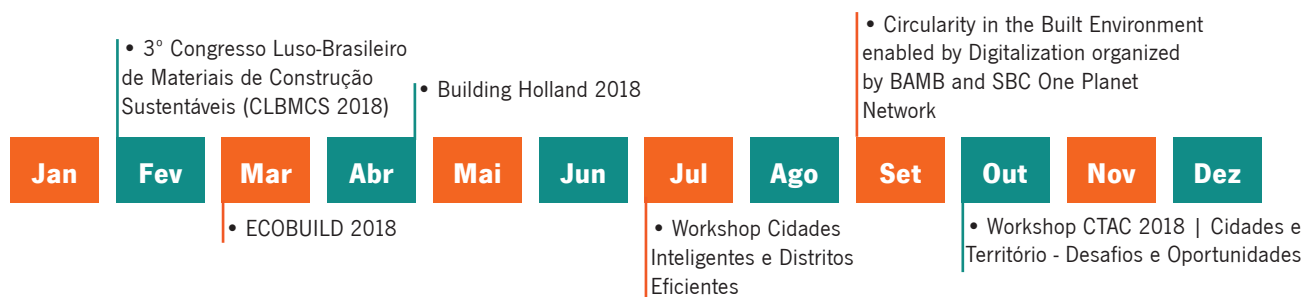 • 3º Congresso Luso-Brasileiro
de Materiais de Construção
Sustentáveis (CLBMCS 2018)
• Building Holland 2018
• Circularity in the Built Environment
enabled by Digitalization organized
by BAMB and SBC One Planet
Network
Jan Fev Mar Abr Mai Jun Jul Ago Set Out Nov Dez
• ECOBUILD 2018
• Workshop Cidades
Inteligentes e Distritos
Eficientes
• Workshop CTAC 2018 | Cidades e
Território - Desafios e Oportunidades